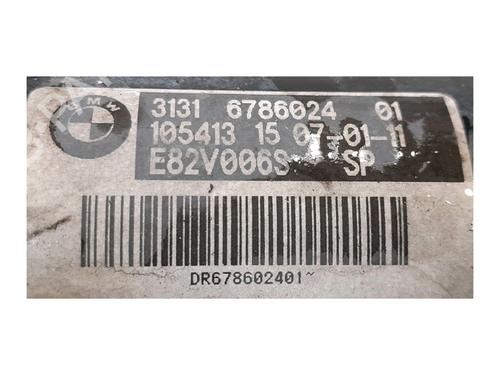 BMW
3131 6786024 01
105413 15 07-01-11
E82V006S SP
DR678602401~